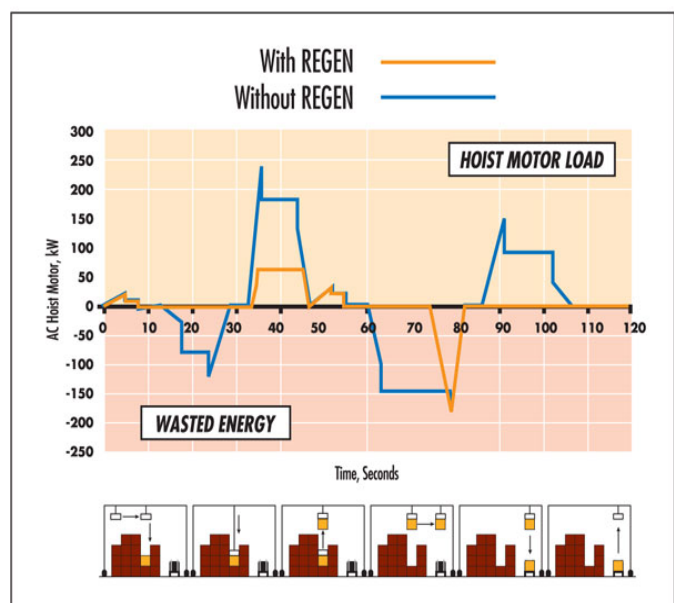 With REGEN
Without REGEN
300
250
200
150
100
50
0
-50
-100
-150
-200
-250
AC Hoist Motor, kW
HOIST MOTOR LOAD
0 10 20 30 40 50 60 70 80 90 100 110 120
WASTED ENERGY
Time, Seconds